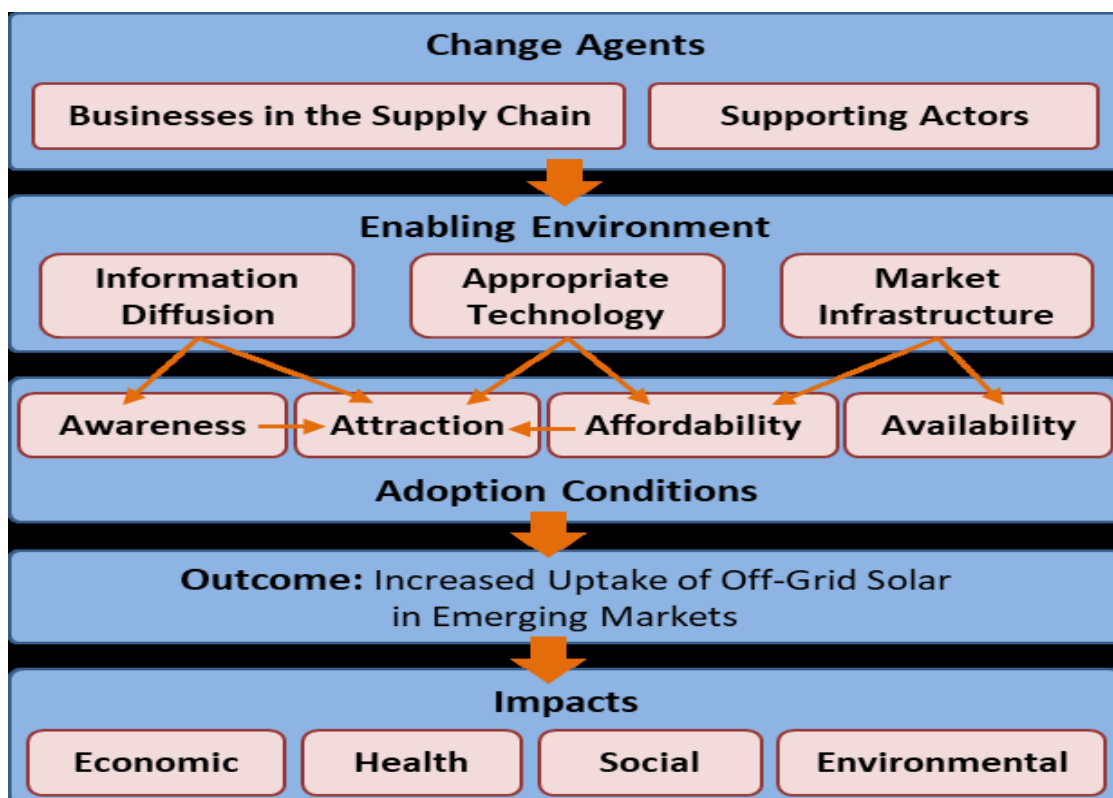 Change Agents
Businesses in the Supply Chain
Supporting Actors
Enabling Environment
Information
Diffusion
Appropriate
Technology
Market
Infrastructure
Awareness
Attraction
Affordability
Availability
Adoption Conditions
Outcome: Increased Uptake of Off-Grid Solar
in Emerging Markets
Impacts
Economic
Health
Social
Environmental